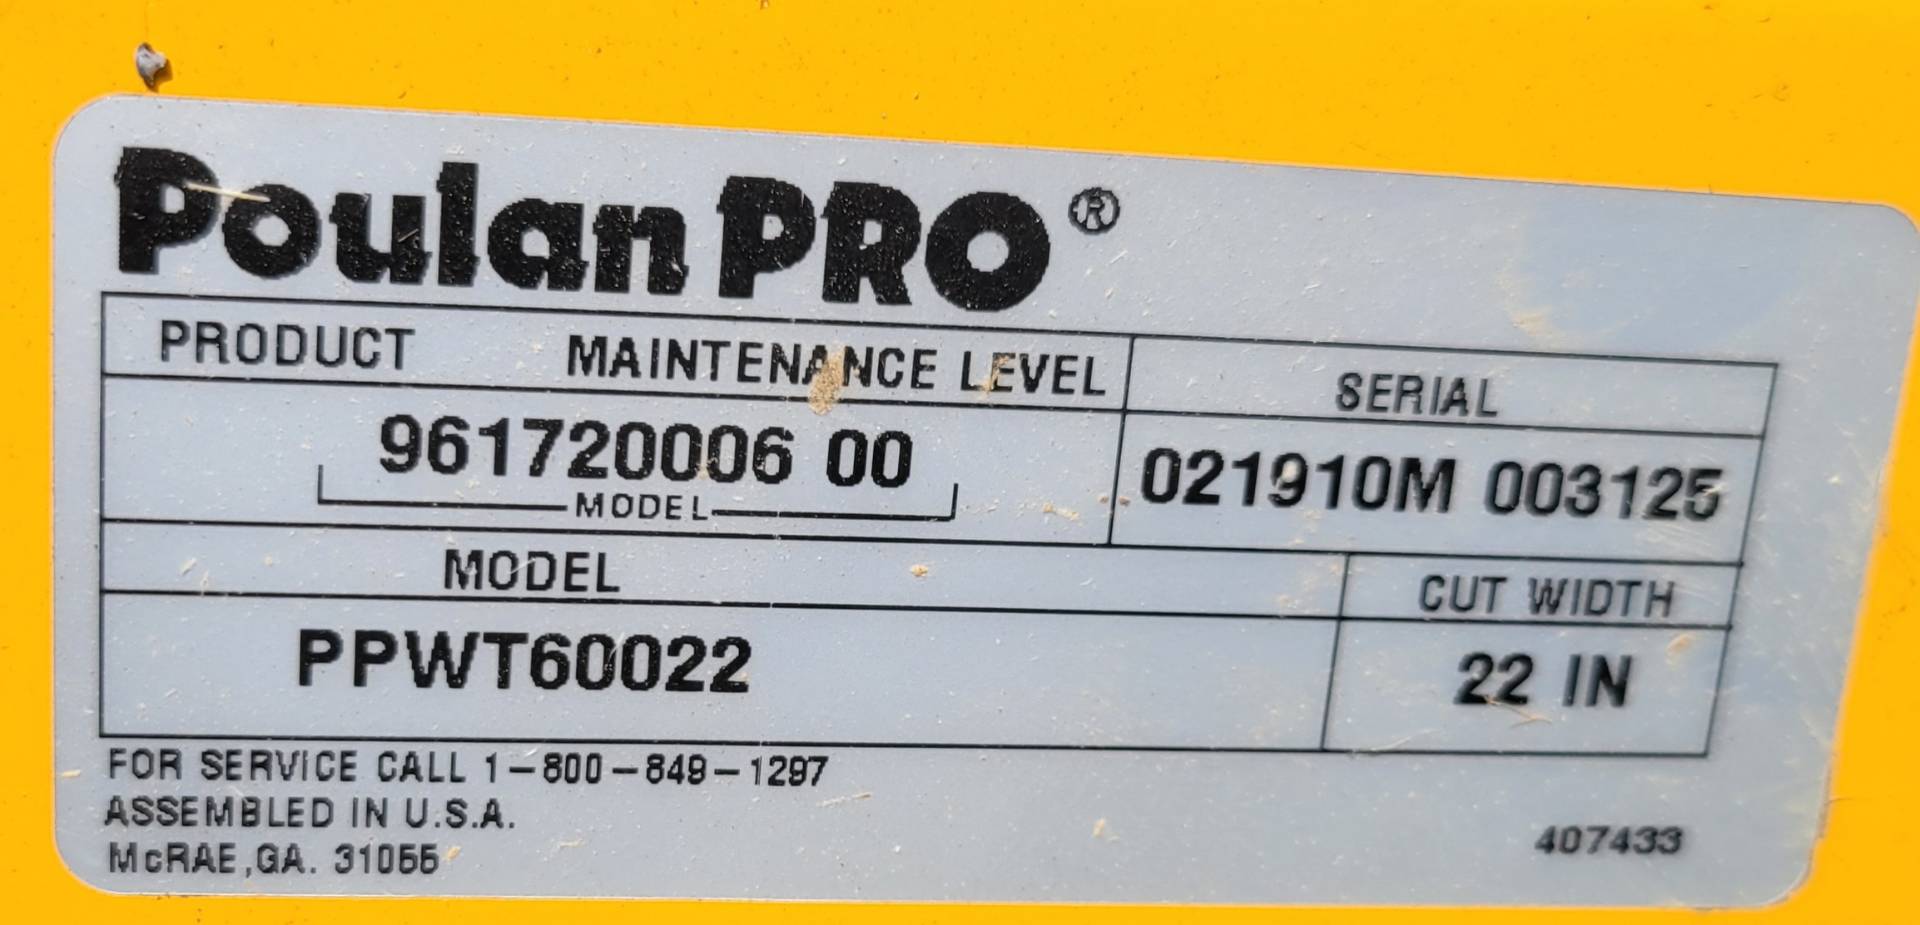 Poulan PRO®
PRODUCT MAINTENANCE LEVEL SERIAL
961720006 00 021910M 003125
MODEL
MODEL CUT WIDTH
PPWT60022 22 IN
FOR SERVICE CALL 1-800-849-1297
ASSEMBLED IN U.S.A.
McRAE,GA. 31055 407433